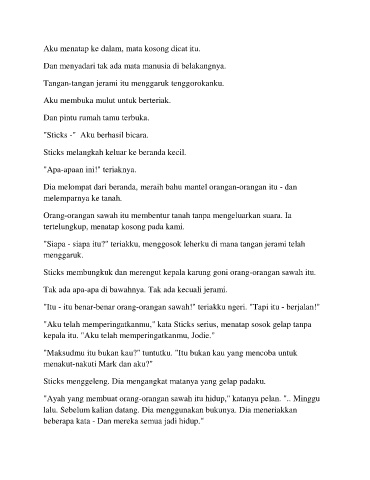 Aku menatap ke dalam, mata kosong dicat itu.
Dan menyadari tak ada mata manusia di belakangnya.
Tangan-tangan jerami itu menggaruk tenggorokanku.
Aku membuka mulut untuk berteriak.
Dan pintu rumah tamu terbuka.
"Sticks -"  Aku berhasil bicara.
Sticks melangkah keluar ke beranda kecil.
"Apa-apaan ini!" teriaknya.
Dia melompat dari beranda, meraih bahu mantel orangan-orangan itu - dan
melemparnya ke tanah.
Orang-orangan sawah itu membentur tanah tanpa mengeluarkan suara. Ia
tertelungkup, menatap kosong pada kami.
"Siapa - siapa itu?" teriakku, menggosok leherku di mana tangan jerami telah
menggaruk.
Sticks membungkuk dan merengut kepala karung goni orang-orangan sawah itu.
Tak ada apa-apa di bawahnya. Tak ada kecuali jerami.
"Itu - itu benar-benar orang-orangan sawah!" teriakku ngeri. "Tapi itu - berjalan!"
"Aku telah memperingatkanmu," kata Sticks serius, menatap sosok gelap tanpa
kepala itu. "Aku telah memperingatkanmu, Jodie."
"Maksudmu itu bukan kau?" tuntutku. "Itu bukan kau yang mencoba untuk
menakut-nakuti Mark dan aku?"
Sticks menggeleng. Dia mengangkat matanya yang gelap padaku.
"Ayah yang membuat orang-orangan sawah itu hidup," katanya pelan. ".. Minggu
lalu. Sebelum kalian datang. Dia menggunakan bukunya. Dia meneriakkan
beberapa kata - Dan mereka semua jadi hidup."